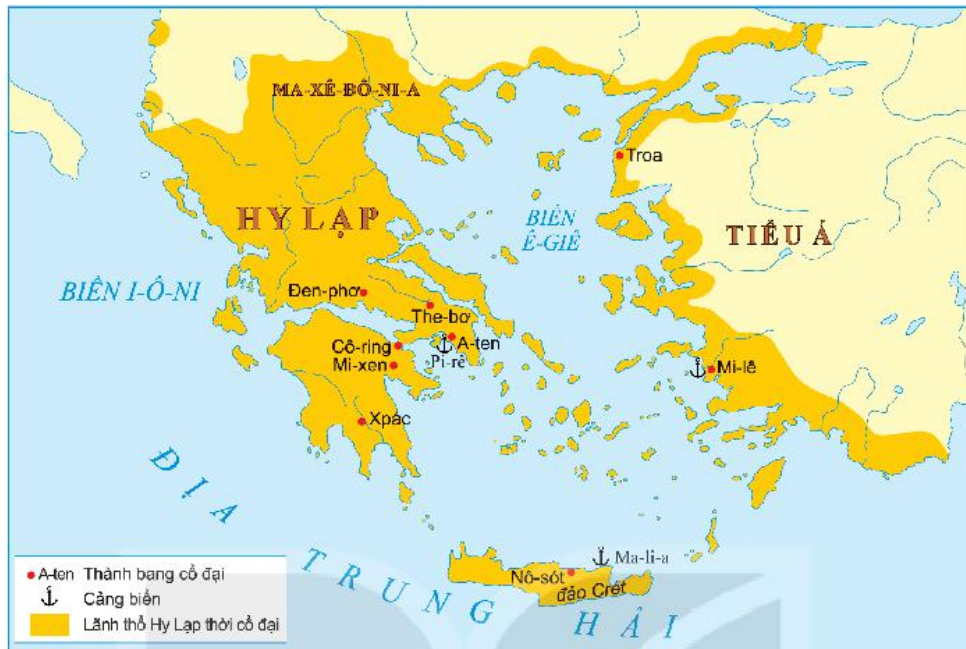 MA-XÊ-ĐÔ-NI-A
Troa
HY LẠP
BIỂN
Ê-GIÊ
TIỂU Á
BIỂN I-Ô-NI
Đen-phơ
The-bơ
Cô-ring
A-ten
Pi-rê
Mi-xen
Mi-lê
Xpác
ĐỊA TRUNG HẢI
Ma-li-a
Nô-sót
đảo Crét
A-ten Thành bang cổ đại
Cảng biển
Lãnh thổ Hy Lạp thời cổ đại